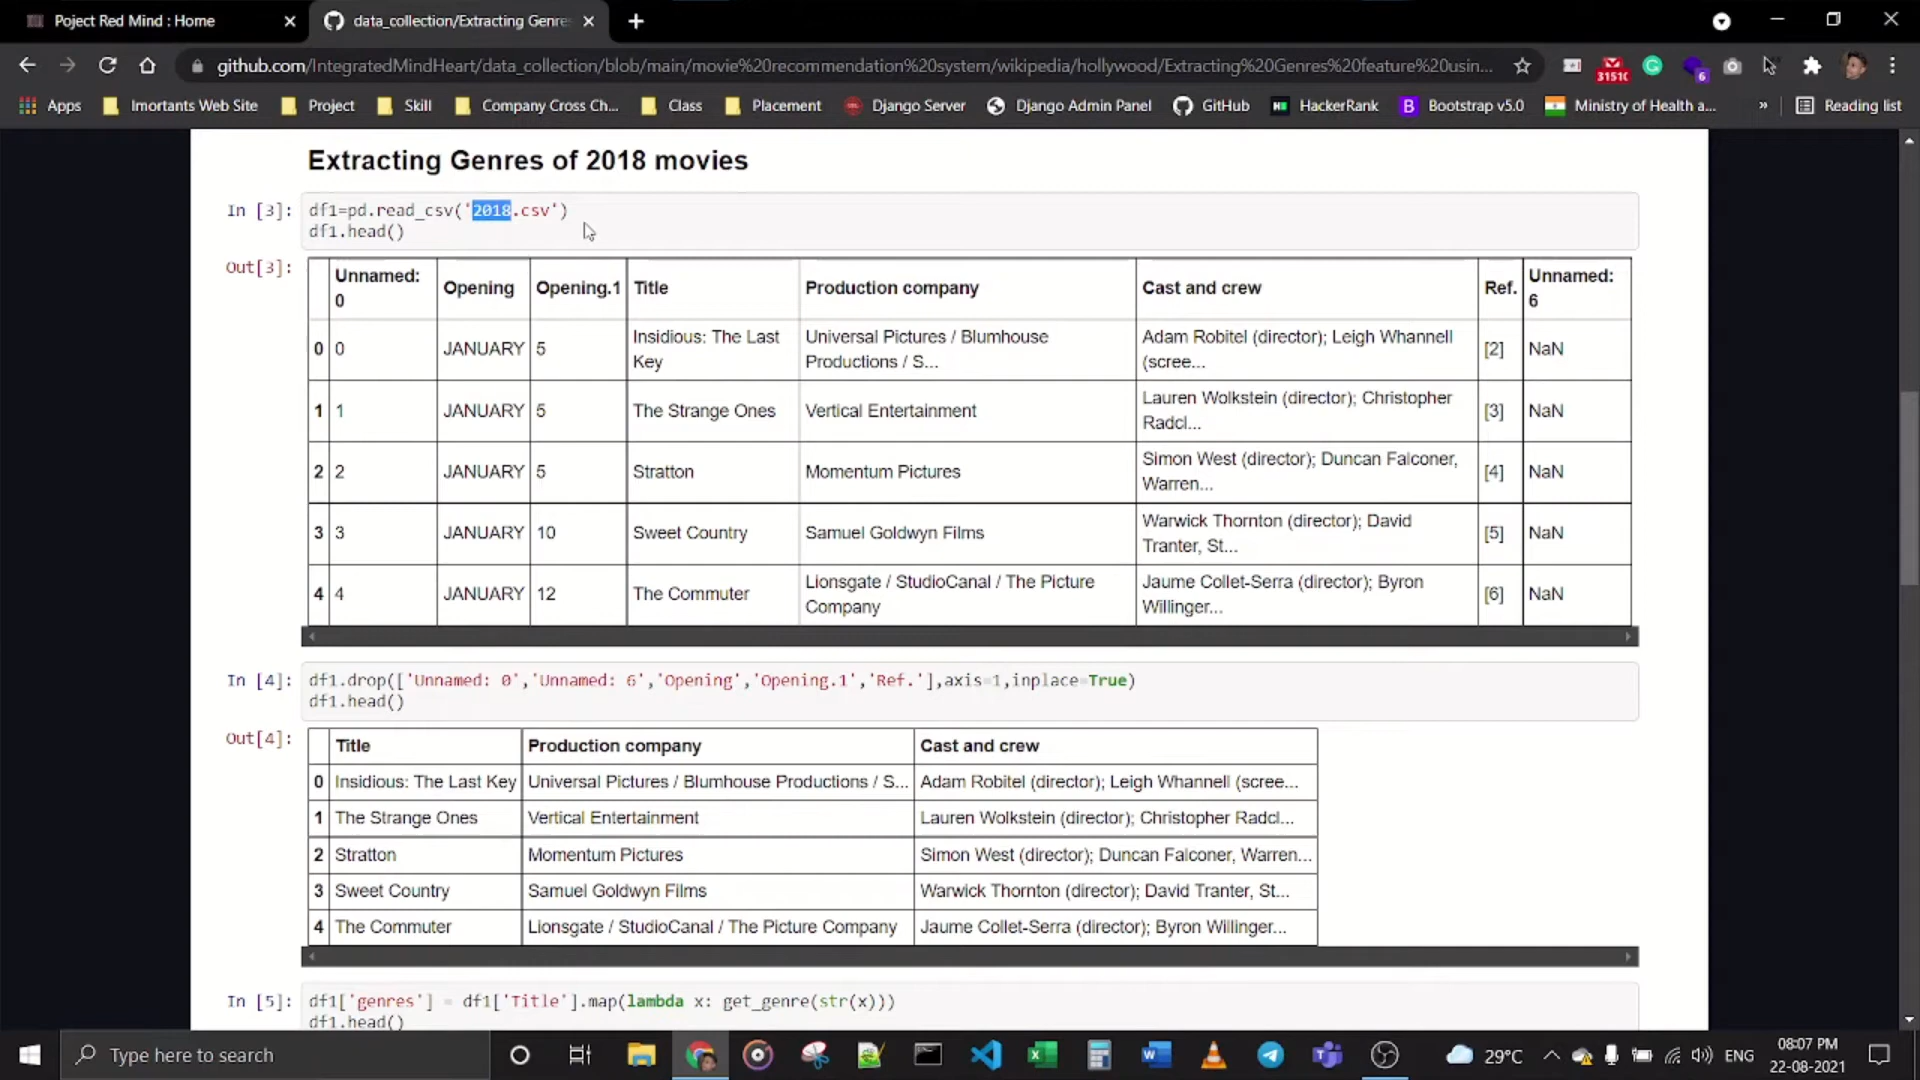 Poject Red Mind : Home
data_collection/Extracting Genres
github.com/IntegratedMindHeart/data_collection/blob/main/movie%20recommendation%20system/wikipedia/hollywood/Extracting%20Genres%20feature%20usin...
3151C
6
Apps Imortants Web Site Project Skill Company Cross Ch... Class Placement Django Server Django Admin Panel GitHub HackerRank Bootstrap v5.0 Ministry of Health a... » Reading list
Extracting Genres of 2018 movies
In [3]: df1=pd.read_csv('2018.csv')
df1.head()
Out[3]:
Unnamed: 0 Opening Opening.1 Title Production company Cast and crew Ref. Unnamed: 6
0 0 JANUARY 5 Insidious: The Last Key Universal Pictures / Blumhouse Productions / S... Adam Robitel (director); Leigh Whannell (scree... [2] NaN
1 1 JANUARY 5 The Strange Ones Vertical Entertainment Lauren Wolkstein (director); Christopher Radcl... [3] NaN
2 2 JANUARY 5 Stratton Momentum Pictures Simon West (director); Duncan Falconer, Warren... [4] NaN
3 3 JANUARY 10 Sweet Country Samuel Goldwyn Films Warwick Thornton (director); David Tranter, St... [5] NaN
4 4 JANUARY 12 The Commuter Lionsgate / StudioCanal / The Picture Company Jaume Collet-Serra (director); Byron Willinger... [6] NaN
In [4]: df1.drop(['Unnamed: 0','Unnamed: 6','Opening','Opening.1','Ref.'],axis=1,inplace=True)
df1.head()
Out[4]:
Title Production company Cast and crew
0 Insidious: The Last Key Universal Pictures / Blumhouse Productions / S... Adam Robitel (director); Leigh Whannell (scree...
1 The Strange Ones Vertical Entertainment Lauren Wolkstein (director); Christopher Radcl...
2 Stratton Momentum Pictures Simon West (director); Duncan Falconer, Warren...
3 Sweet Country Samuel Goldwyn Films Warwick Thornton (director); David Tranter, St...
4 The Commuter Lionsgate / StudioCanal / The Picture Company Jaume Collet-Serra (director); Byron Willinger...
In [5]: df1['genres'] = df1['Title'].map(lambda x: get_genre(str(x)))
df1.head()
Type here to search
29°C ENG 08:07 PM
22-08-2021